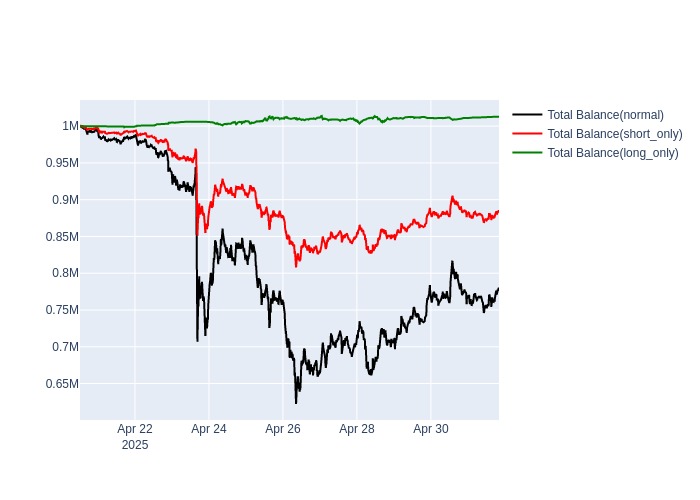 1M
0.95M
0.9M
0.85M
0.8M
0.75M
0.7M
0.65M
Apr 22
2025
Apr 24
Apr 26
Apr 28
Apr 30
Total Balance(normal)
Total Balance(short_only)
Total Balance(long_only)